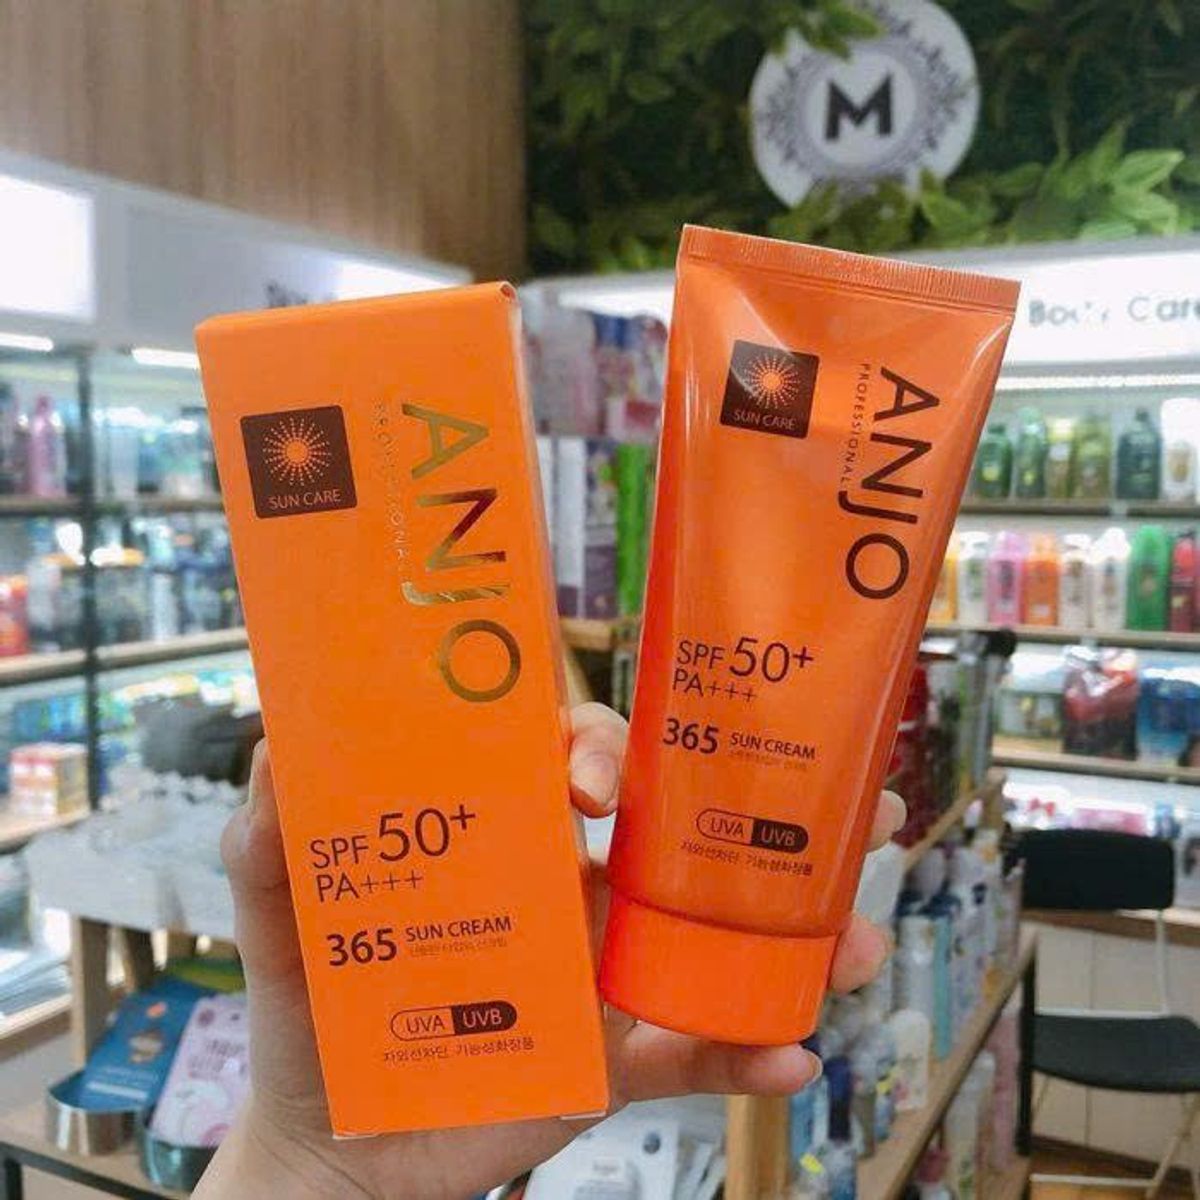 M
Body Care
SUN CARE
ANJO
PROFESSIONAL
SPF 50+
PA+++
365 SUN CREAM
UVA UVB
자외선차단 기능성화장품
SUN CARE
ANJO
PROFESSIONAL
SPF 50+
PA+++
365 SUN CREAM
UVA UVB
자외선차단 기능성화장품